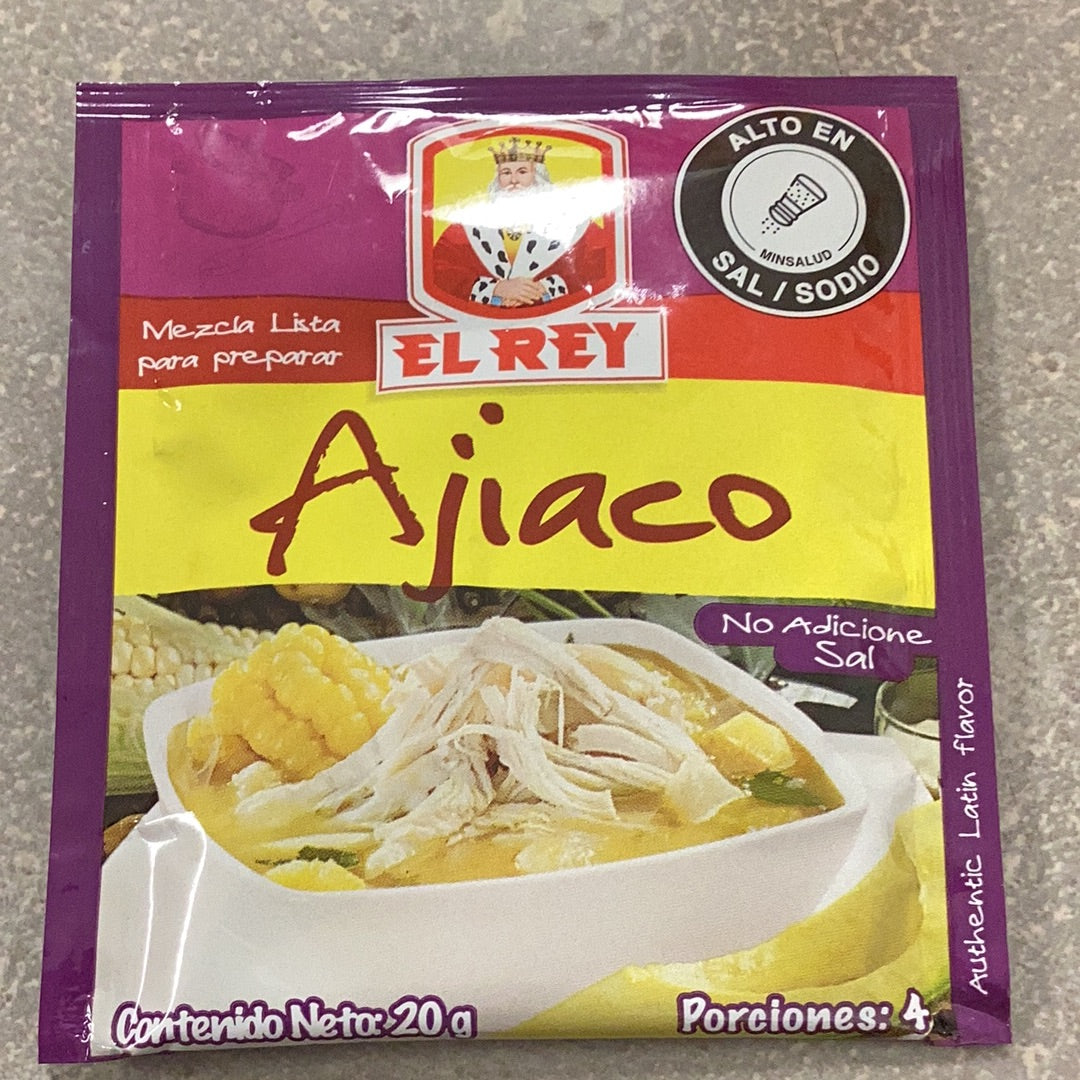 ALTO EN
MINSALUD
SAL / SODIO
Mezcla Lista
para preparar
EL REY
Ajiaco
No Adicione
Sal
Authentic Latin flavor
Contenido Neto: 20 g
Porciones: 4